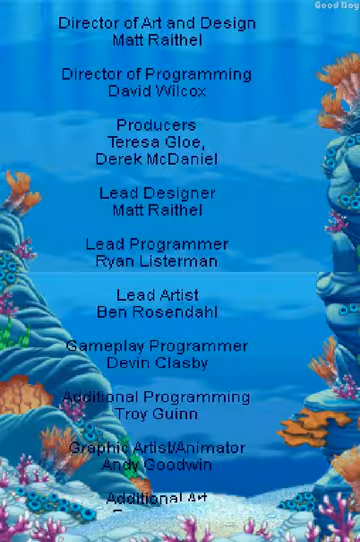 Good Boy
Director of Art and Design
Matt Raithel
Director of Programming
David Wilcox
Producers
Teresa Gloe,
Derek McDaniel
Lead Designer
Matt Raithel
Lead Programmer
Ryan Listerman
Lead Artist
Ben Rosendahl
Gameplay Programmer
Devin Clasby
Additional Programming
Troy Guinn
Graphic Artist/Animator
Andy Goodwin
Additional Art